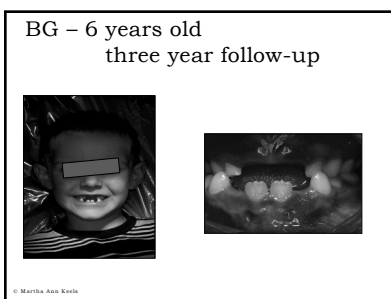 BG – 6 years old
three year follow-up
© Martha Ann Keels